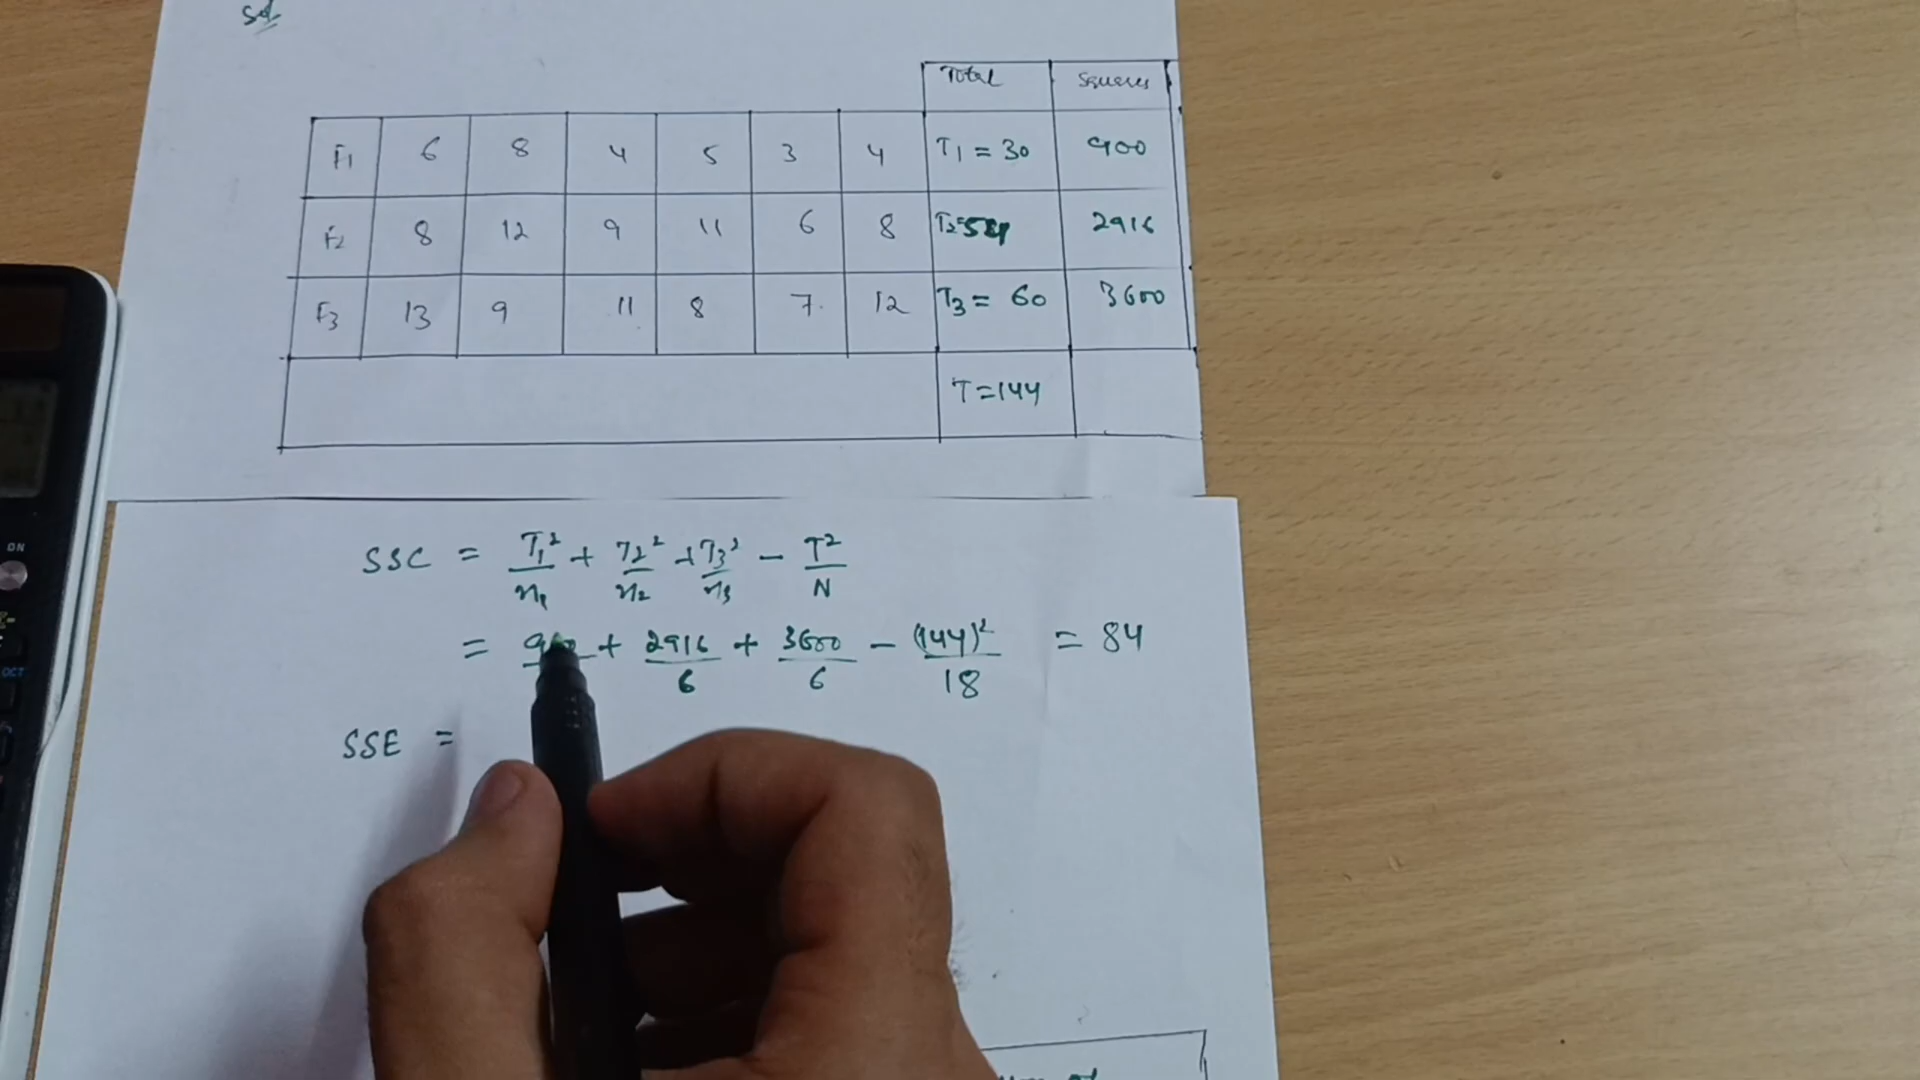 Sol
Total Squares
F1 6 8 4 5 3 4 T1 = 30 900
F2 8 12 9 11 6 8 T2=54 2916
F3 13 9 11 8 7 12 T3 = 60 3600
T=144
SSC = T1²/n1 + T2²/n2 + T3²/n3 - T²/N
= + 2916/6 + 3600/6 - (144)²/18 = 84
SSE =
ON
OCT